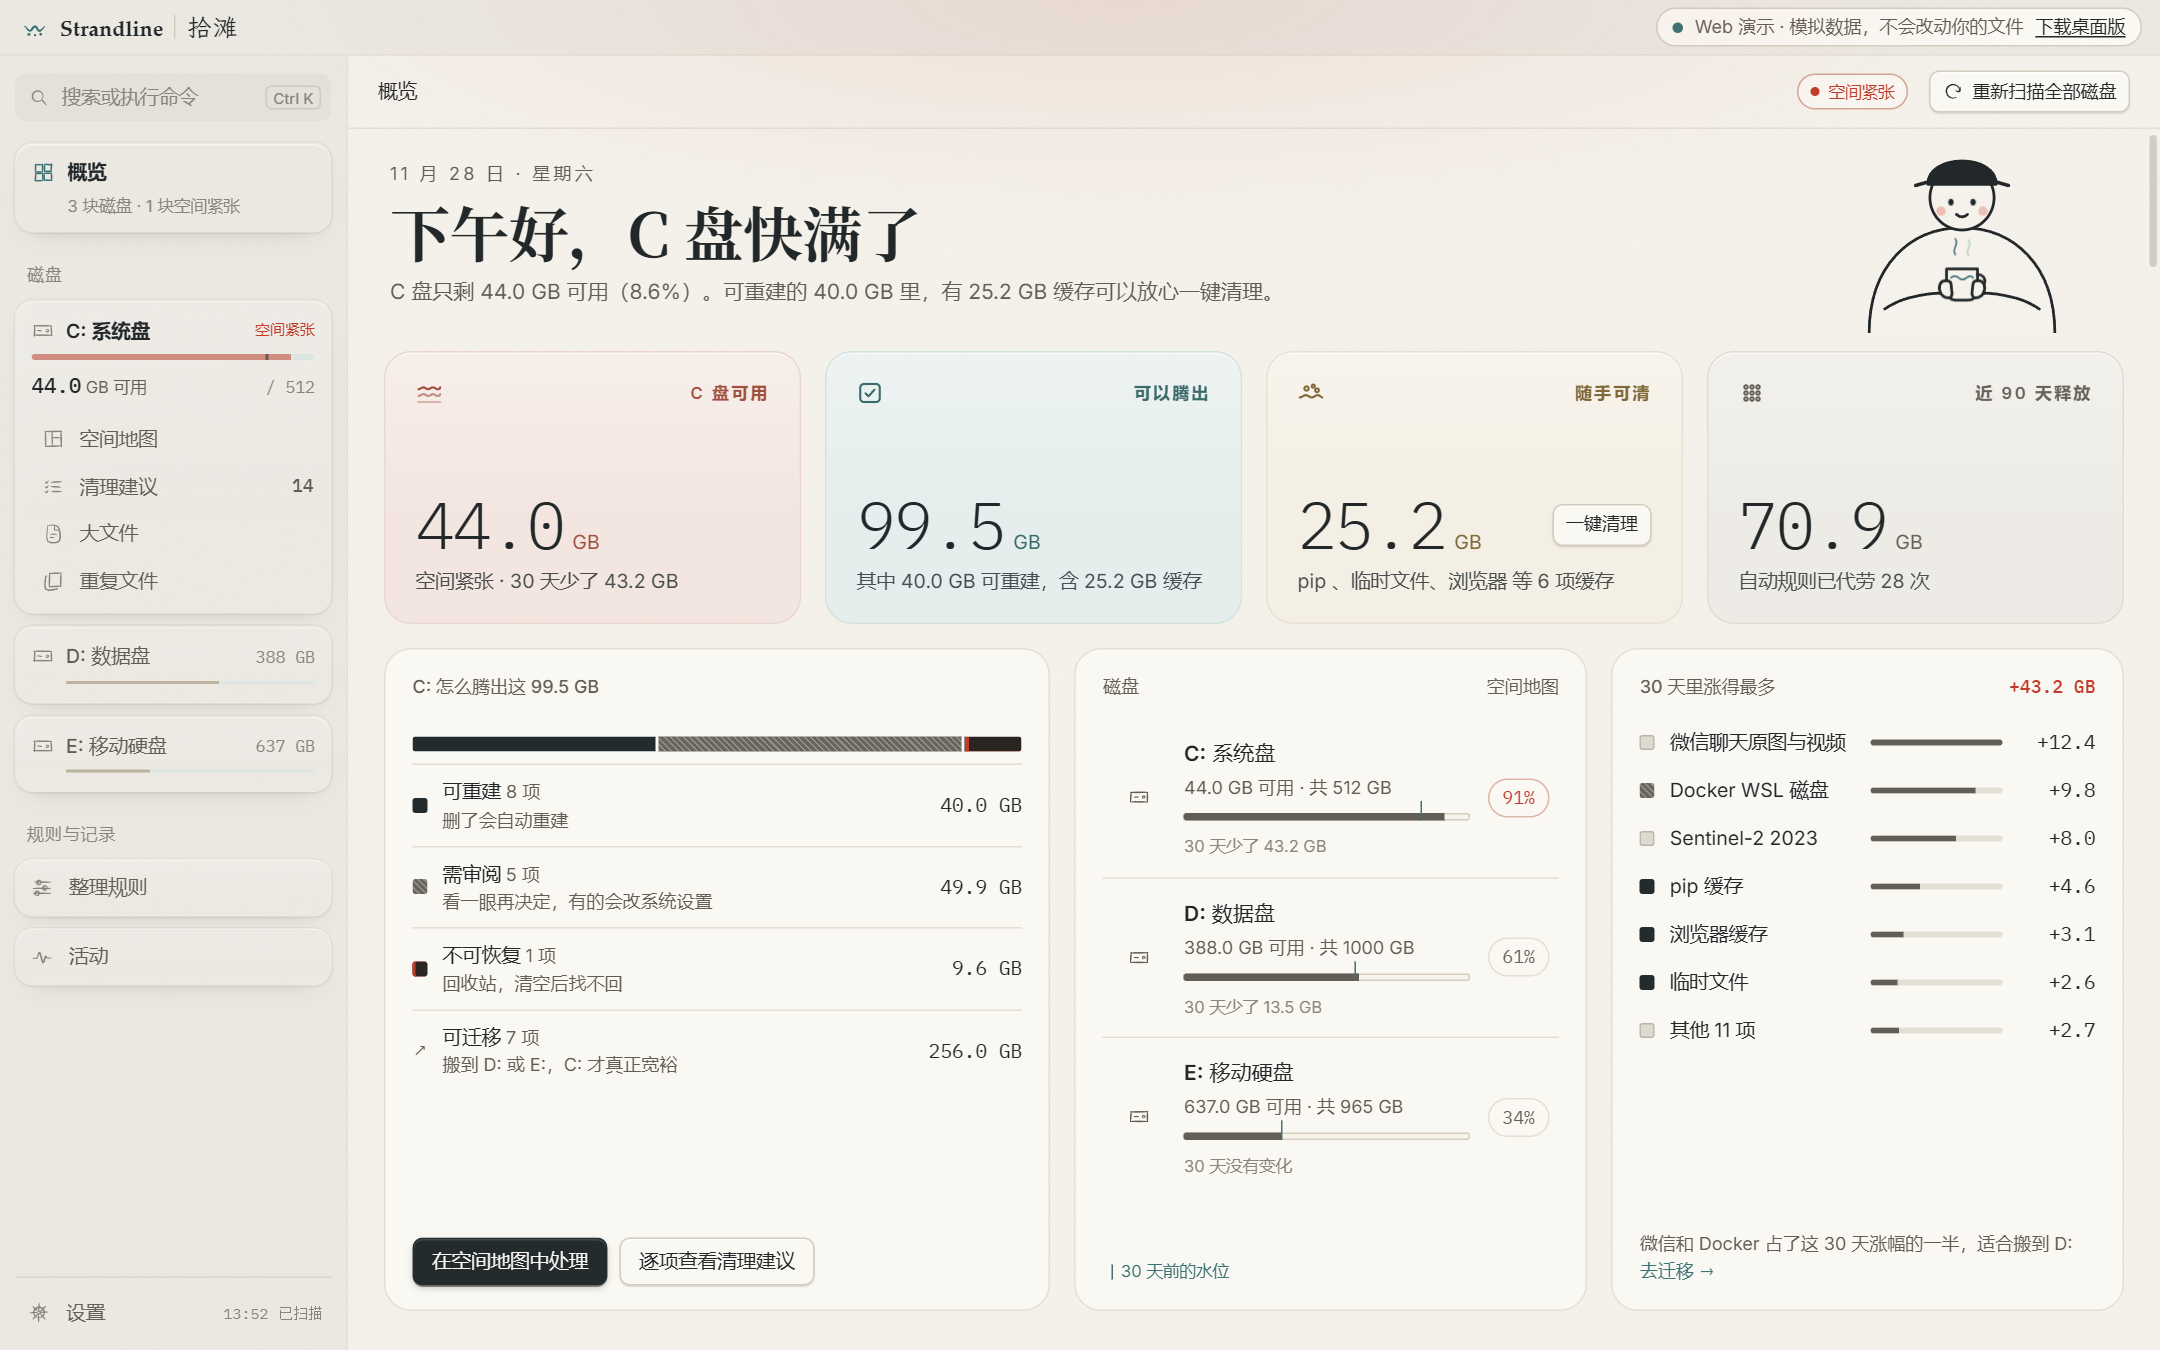 Strandline 拾滩
Web 演示 · 模拟数据，不会改动你的文件 下载桌面版
搜索或执行命令 Ctrl K
概览
3 块磁盘 · 1 块空间紧张
磁盘
C: 系统盘 空间紧张
44.0 GB 可用 / 512
空间地图
清理建议 14
大文件
重复文件
D: 数据盘 388 GB
E: 移动硬盘 637 GB
规则与记录
整理规则
活动
设置 13:52 已扫描
概览 空间紧张 重新扫描全部磁盘
11 月 28 日 · 星期六
下午好，C 盘快满了
C 盘只剩 44.0 GB 可用（8.6%）。可重建的 40.0 GB 里，有 25.2 GB 缓存可以放心一键清理。
C 盘可用
44.0 GB
空间紧张 · 30 天少了 43.2 GB
可以腾出
99.5 GB
其中 40.0 GB 可重建，含 25.2 GB 缓存
随手可清
25.2 GB 一键清理
pip 、临时文件、浏览器 等 6 项缓存
近 90 天释放
70.9 GB
自动规则已代劳 28 次
C: 怎么腾出这 99.5 GB
可重建 8 项 40.0 GB
删了会自动重建
需审阅 5 项 49.9 GB
看一眼再决定，有的会改系统设置
不可恢复 1 项 9.6 GB
回收站，清空后找不回
可迁移 7 项 256.0 GB
搬到 D: 或 E:，C: 才真正宽裕
在空间地图中处理 逐项查看清理建议
磁盘 空间地图
C: 系统盘
44.0 GB 可用 · 共 512 GB 91%
30 天少了 43.2 GB
D: 数据盘
388.0 GB 可用 · 共 1000 GB 61%
30 天少了 13.5 GB
E: 移动硬盘
637.0 GB 可用 · 共 965 GB 34%
30 天没有变化
30 天前的水位
30 天里涨得最多 +43.2 GB
微信聊天原图与视频 +12.4
Docker WSL 磁盘 +9.8
Sentinel-2 2023 +8.0
pip 缓存 +4.6
浏览器缓存 +3.1
临时文件 +2.6
其他 11 项 +2.7
微信和 Docker 占了这 30 天涨幅的一半，适合搬到 D:
去迁移 →